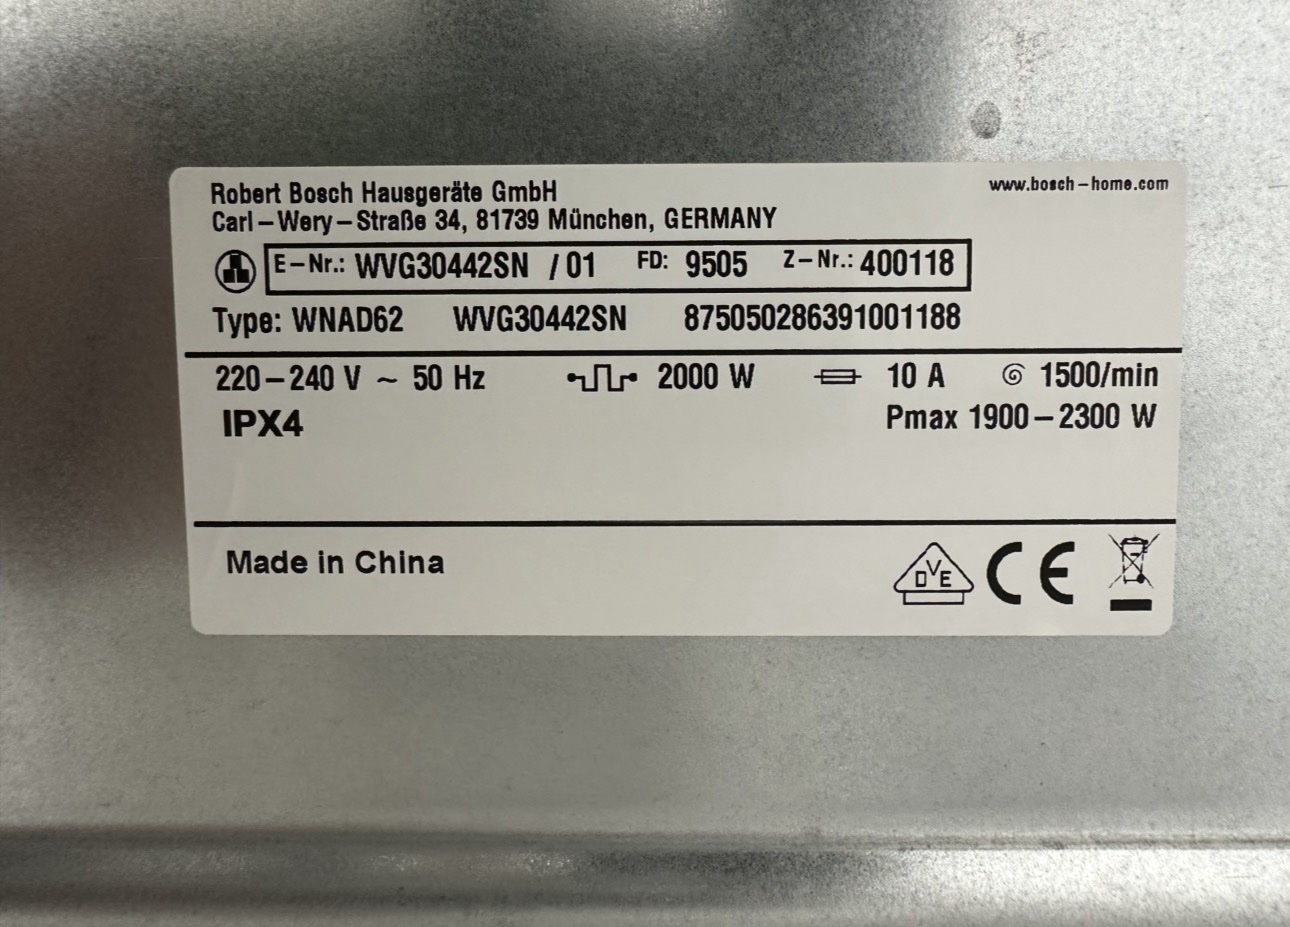 Robert Bosch Hausgeräte GmbH
www.bosch-home.com
Carl-Wery-Straße 34, 81739 München, GERMANY
E-Nr.: WVG30442SN /01 FD: 9505 Z-Nr.: 400118
Type: WNAD62 WVG30442SN 875050286391001188
220-240 V ~ 50 Hz 2000 W 10 A 1500/min
IPX4 Pmax 1900-2300 W
Made in China
DVE CE